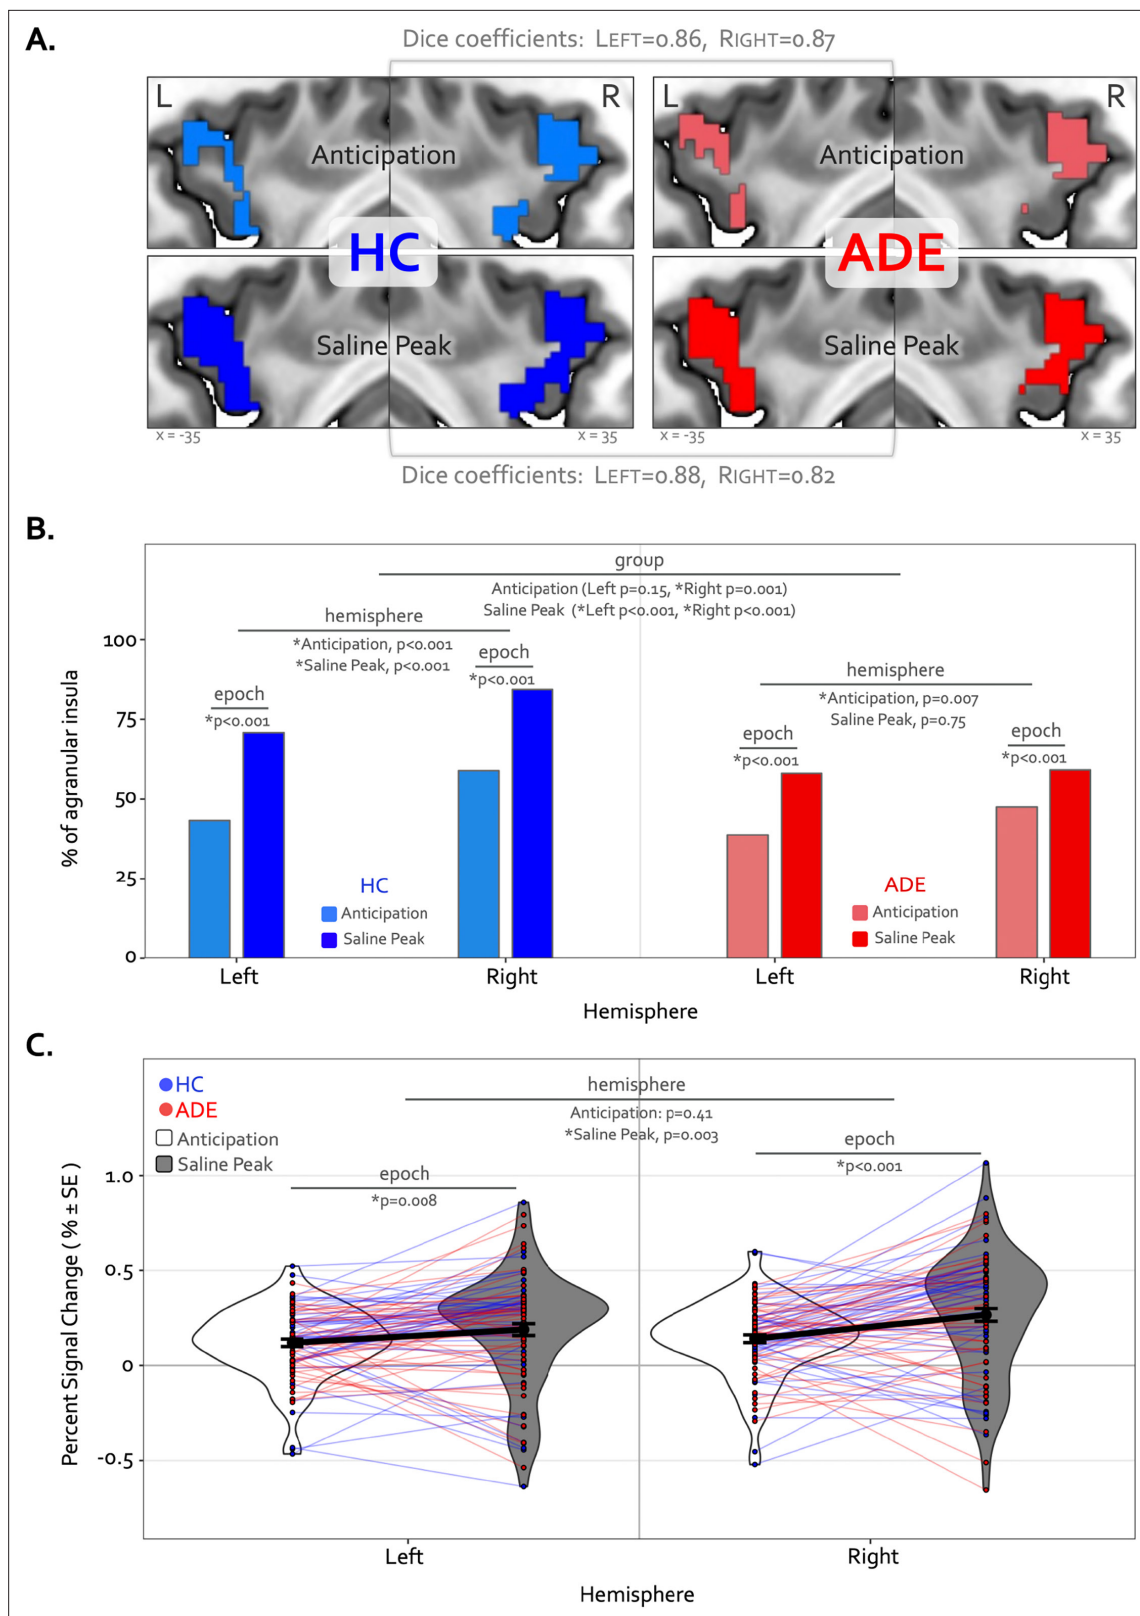 A.
Dice coefficients: LEFT=0.86, RIGHT=0.87
L
R
L
R
Anticipation
Anticipation
HC
ADE
Saline Peak
Saline Peak
x = -35
x = 35
x = -35
x = 35
Dice coefficients: LEFT=0.88, RIGHT=0.82
B.
group
Anticipation (Left p=0.15, *Right p=0.001)
Saline Peak (*Left p<0.001, *Right p<0.001)
hemisphere
*Anticipation, p<0.001
*Saline Peak, p<0.001
epoch
*p<0.001
epoch
*p<0.001
hemisphere
*Anticipation, p=0.007
Saline Peak, p=0.75
epoch
*p<0.001
epoch
*p<0.001
% of agranular insula
100
75
50
25
0
HC
Anticipation
Saline Peak
ADE
Anticipation
Saline Peak
Left
Right
Left
Right
Hemisphere
C.
HC
ADE
Anticipation
Saline Peak
hemisphere
Anticipation: p=0.41
*Saline Peak, p=0.003
epoch
*p=0.008
epoch
*p<0.001
Percent Signal Change ( % ± SE )
1.0
0.5
0
-0.5
Left
Right
Hemisphere